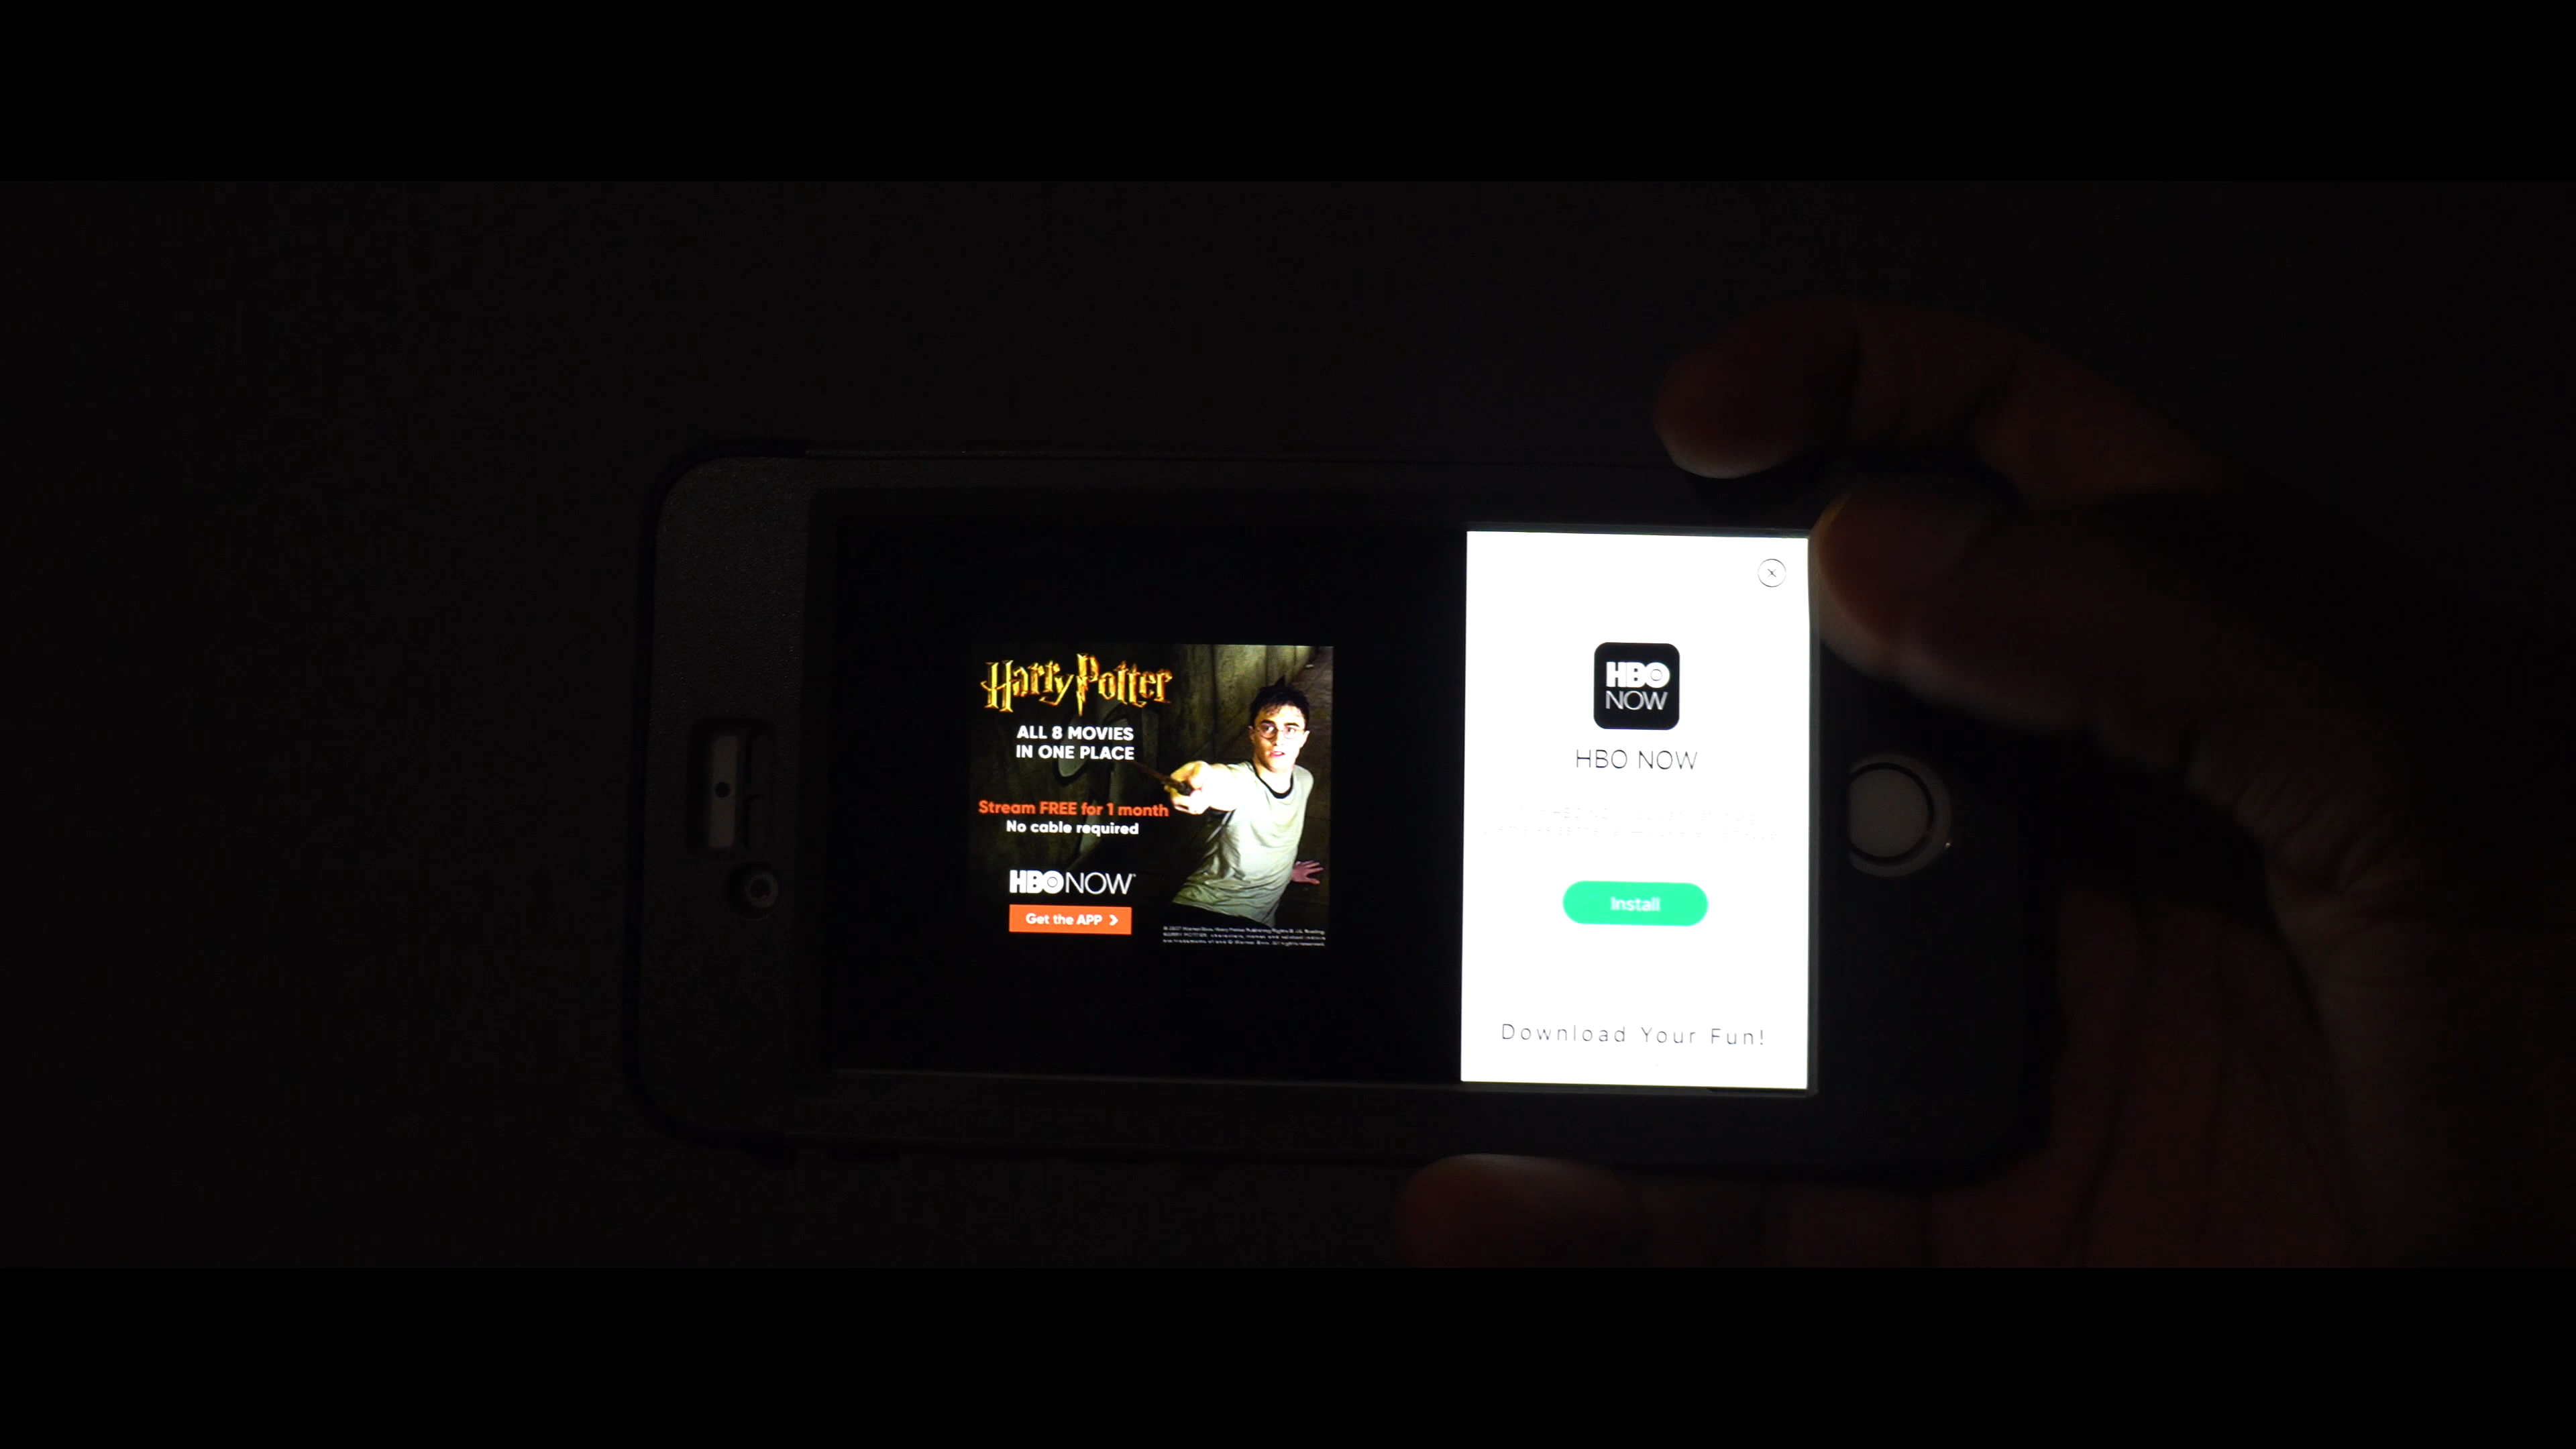 Harry Potter
ALL 8 MOVIES
IN ONE PLACE
Stream FREE for 1 month
No cable required
HBO NOW
Get the APP
HBO
NOW
HBO NOW
Install
Download Your Fun!